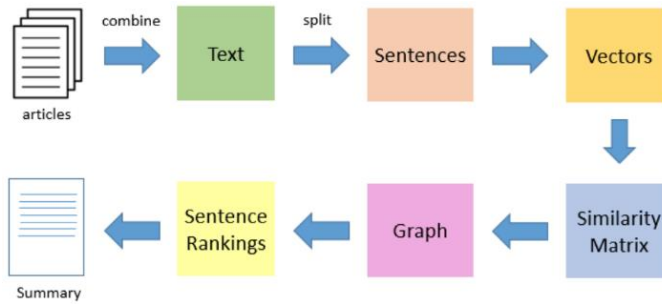 combine
split
Text
Sentences
Vectors
articles
Sentence
Rankings
Graph
Similarity
Matrix
Summary